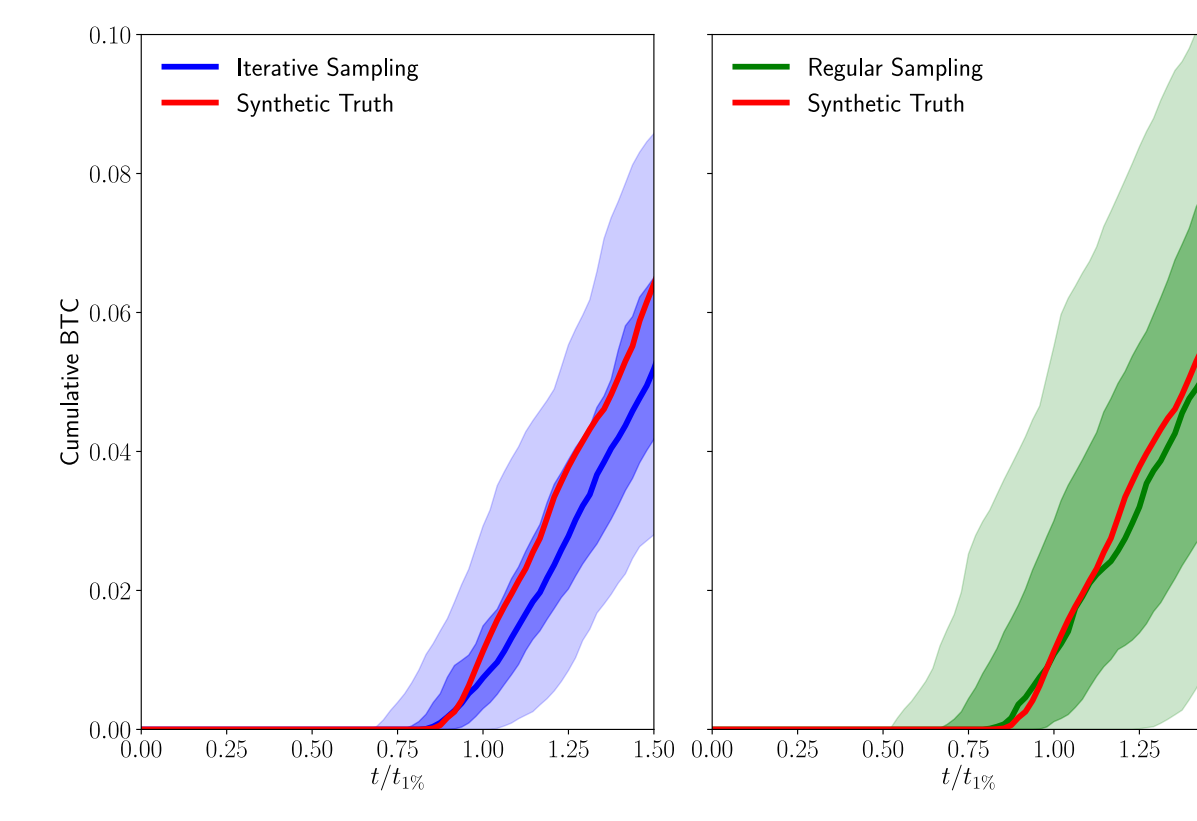 0.10
0.08
0.06
0.04
0.02
0.00
Cumulative BTC
Iterative Sampling
Synthetic Truth
0.00 0.25 0.50 0.75 1.00 1.25 1.50
t/t1%
Regular Sampling
Synthetic Truth
0.00 0.25 0.50 0.75 1.00 1.25
t/t1%